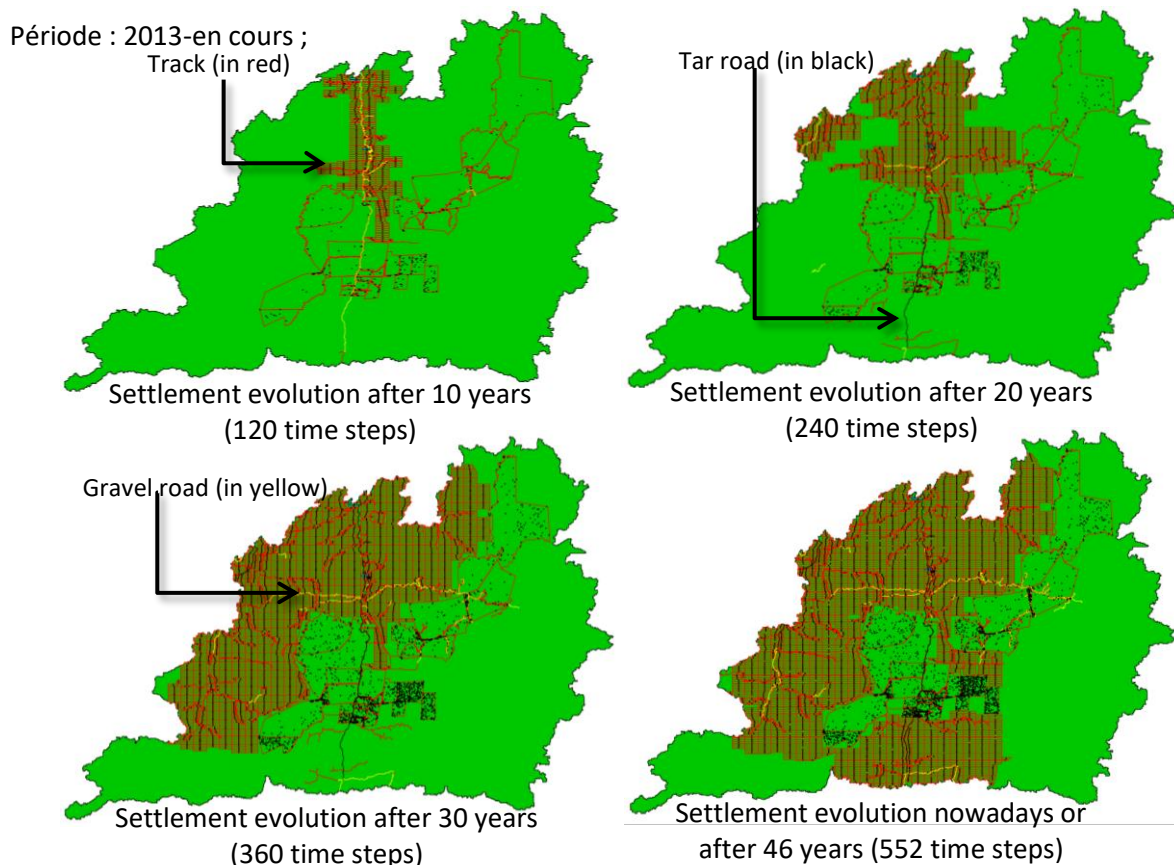 Période : 2013-en cours ;
Track (in red)
Tar road (in black)
Settlement evolution after 10 years
(120 time steps)
Settlement evolution after 20 years
(240 time steps)
Gravel road (in yellow)
Settlement evolution after 30 years
(360 time steps)
Settlement evolution nowadays or
after 46 years (552 time steps)